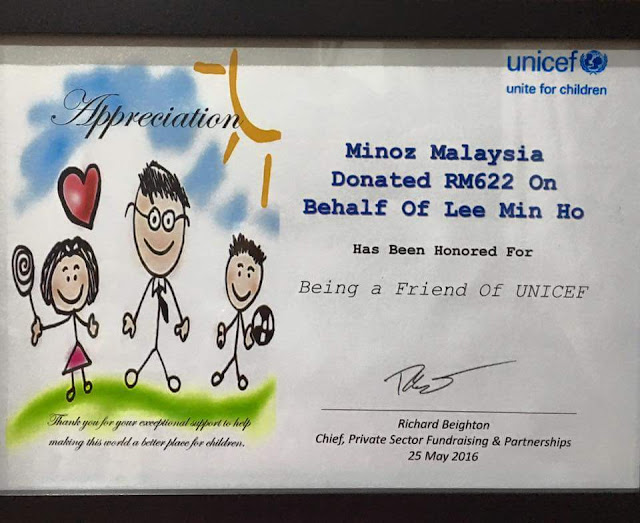 Appreciation
unicef
unite for children
Minoz Malaysia
Donated RM622 On
Behalf Of Lee Min Ho
Has Been Honored For
Being a Friend Of UNICEF
Thank you for your exceptional support to help
making this world a better place for children.
Richard Beighton
Chief, Private Sector Fundraising & Partnerships
25 May 2016